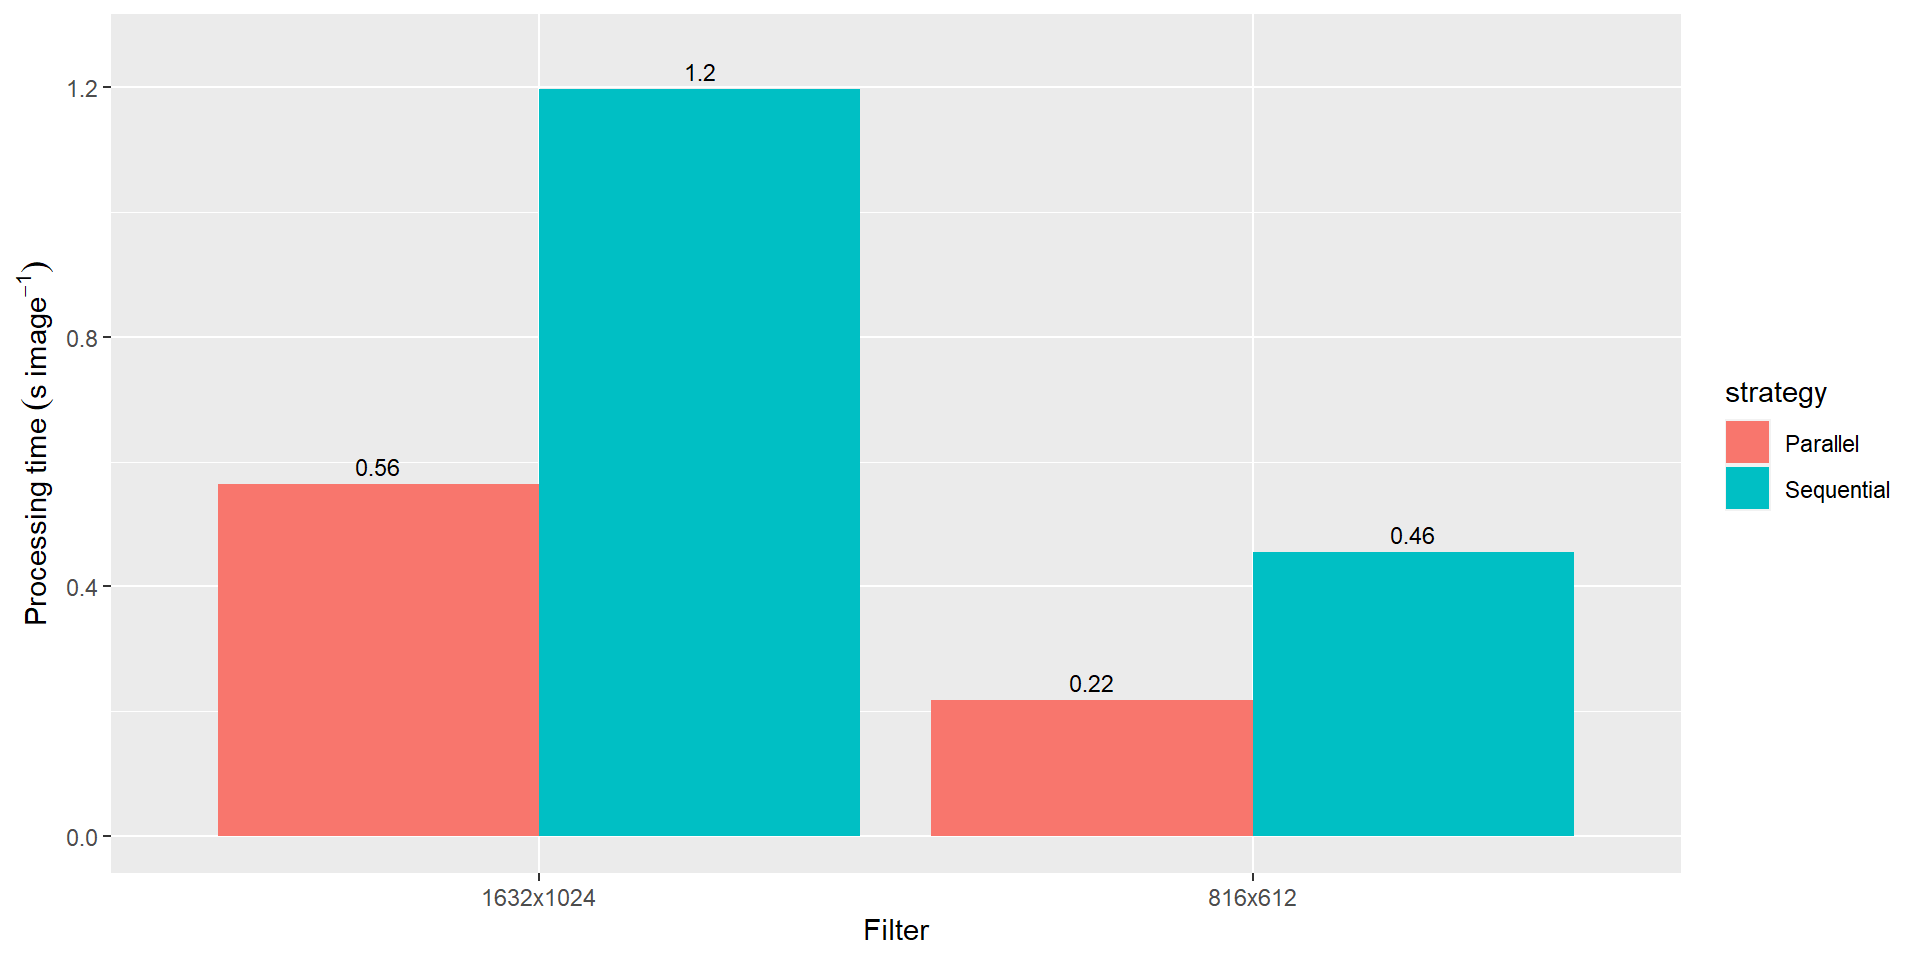 1.2
0.56
0.46
0.22
1.2
0.8
0.4
0.0
Processing time (s image⁻¹)
1632x1024
816x612
Filter
strategy
Parallel
Sequential